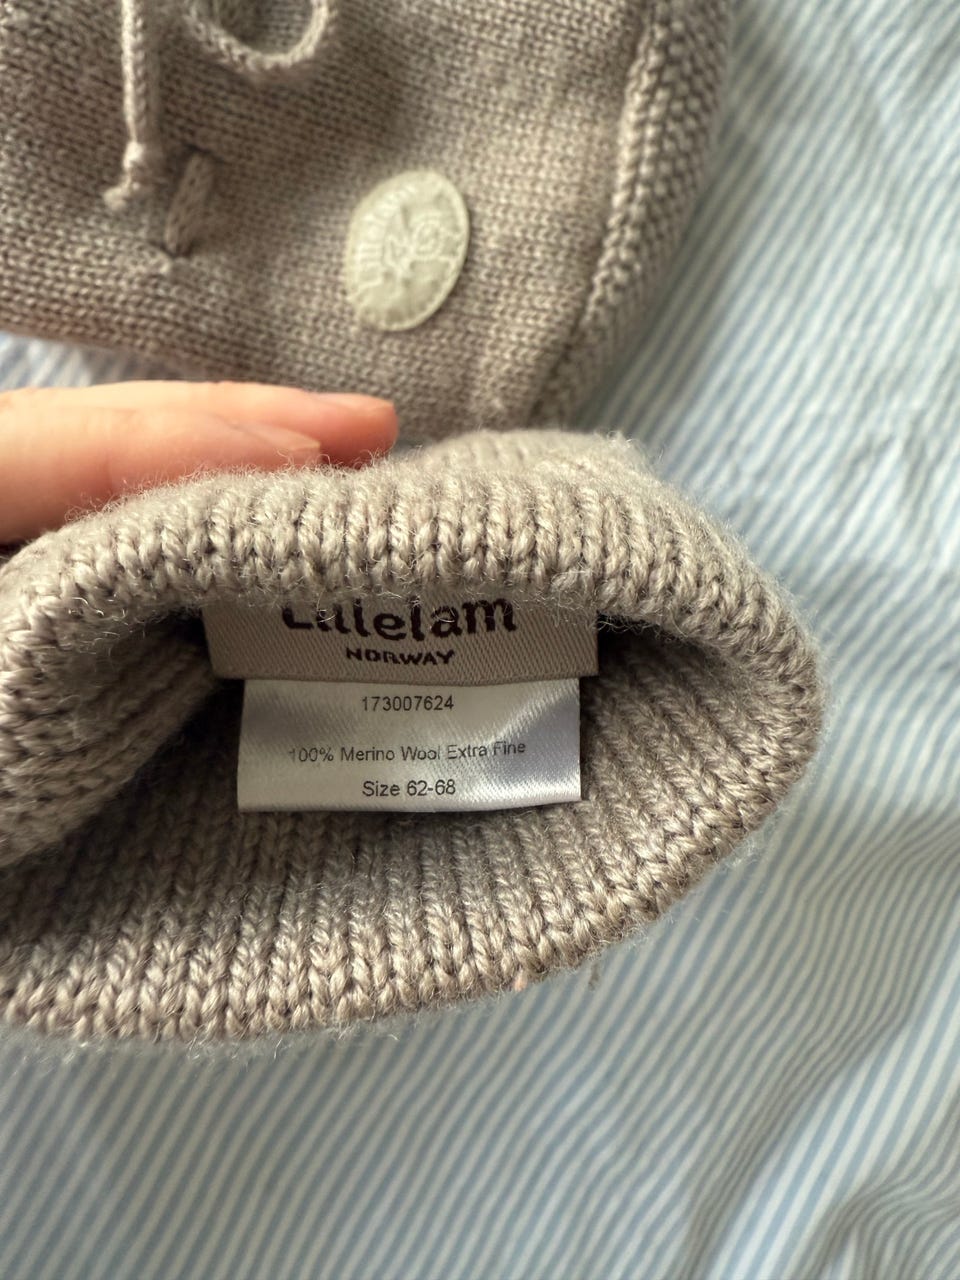 Lillelam
NORWAY
173007624
100% Merino Wool Extra Fine
Size 62-68